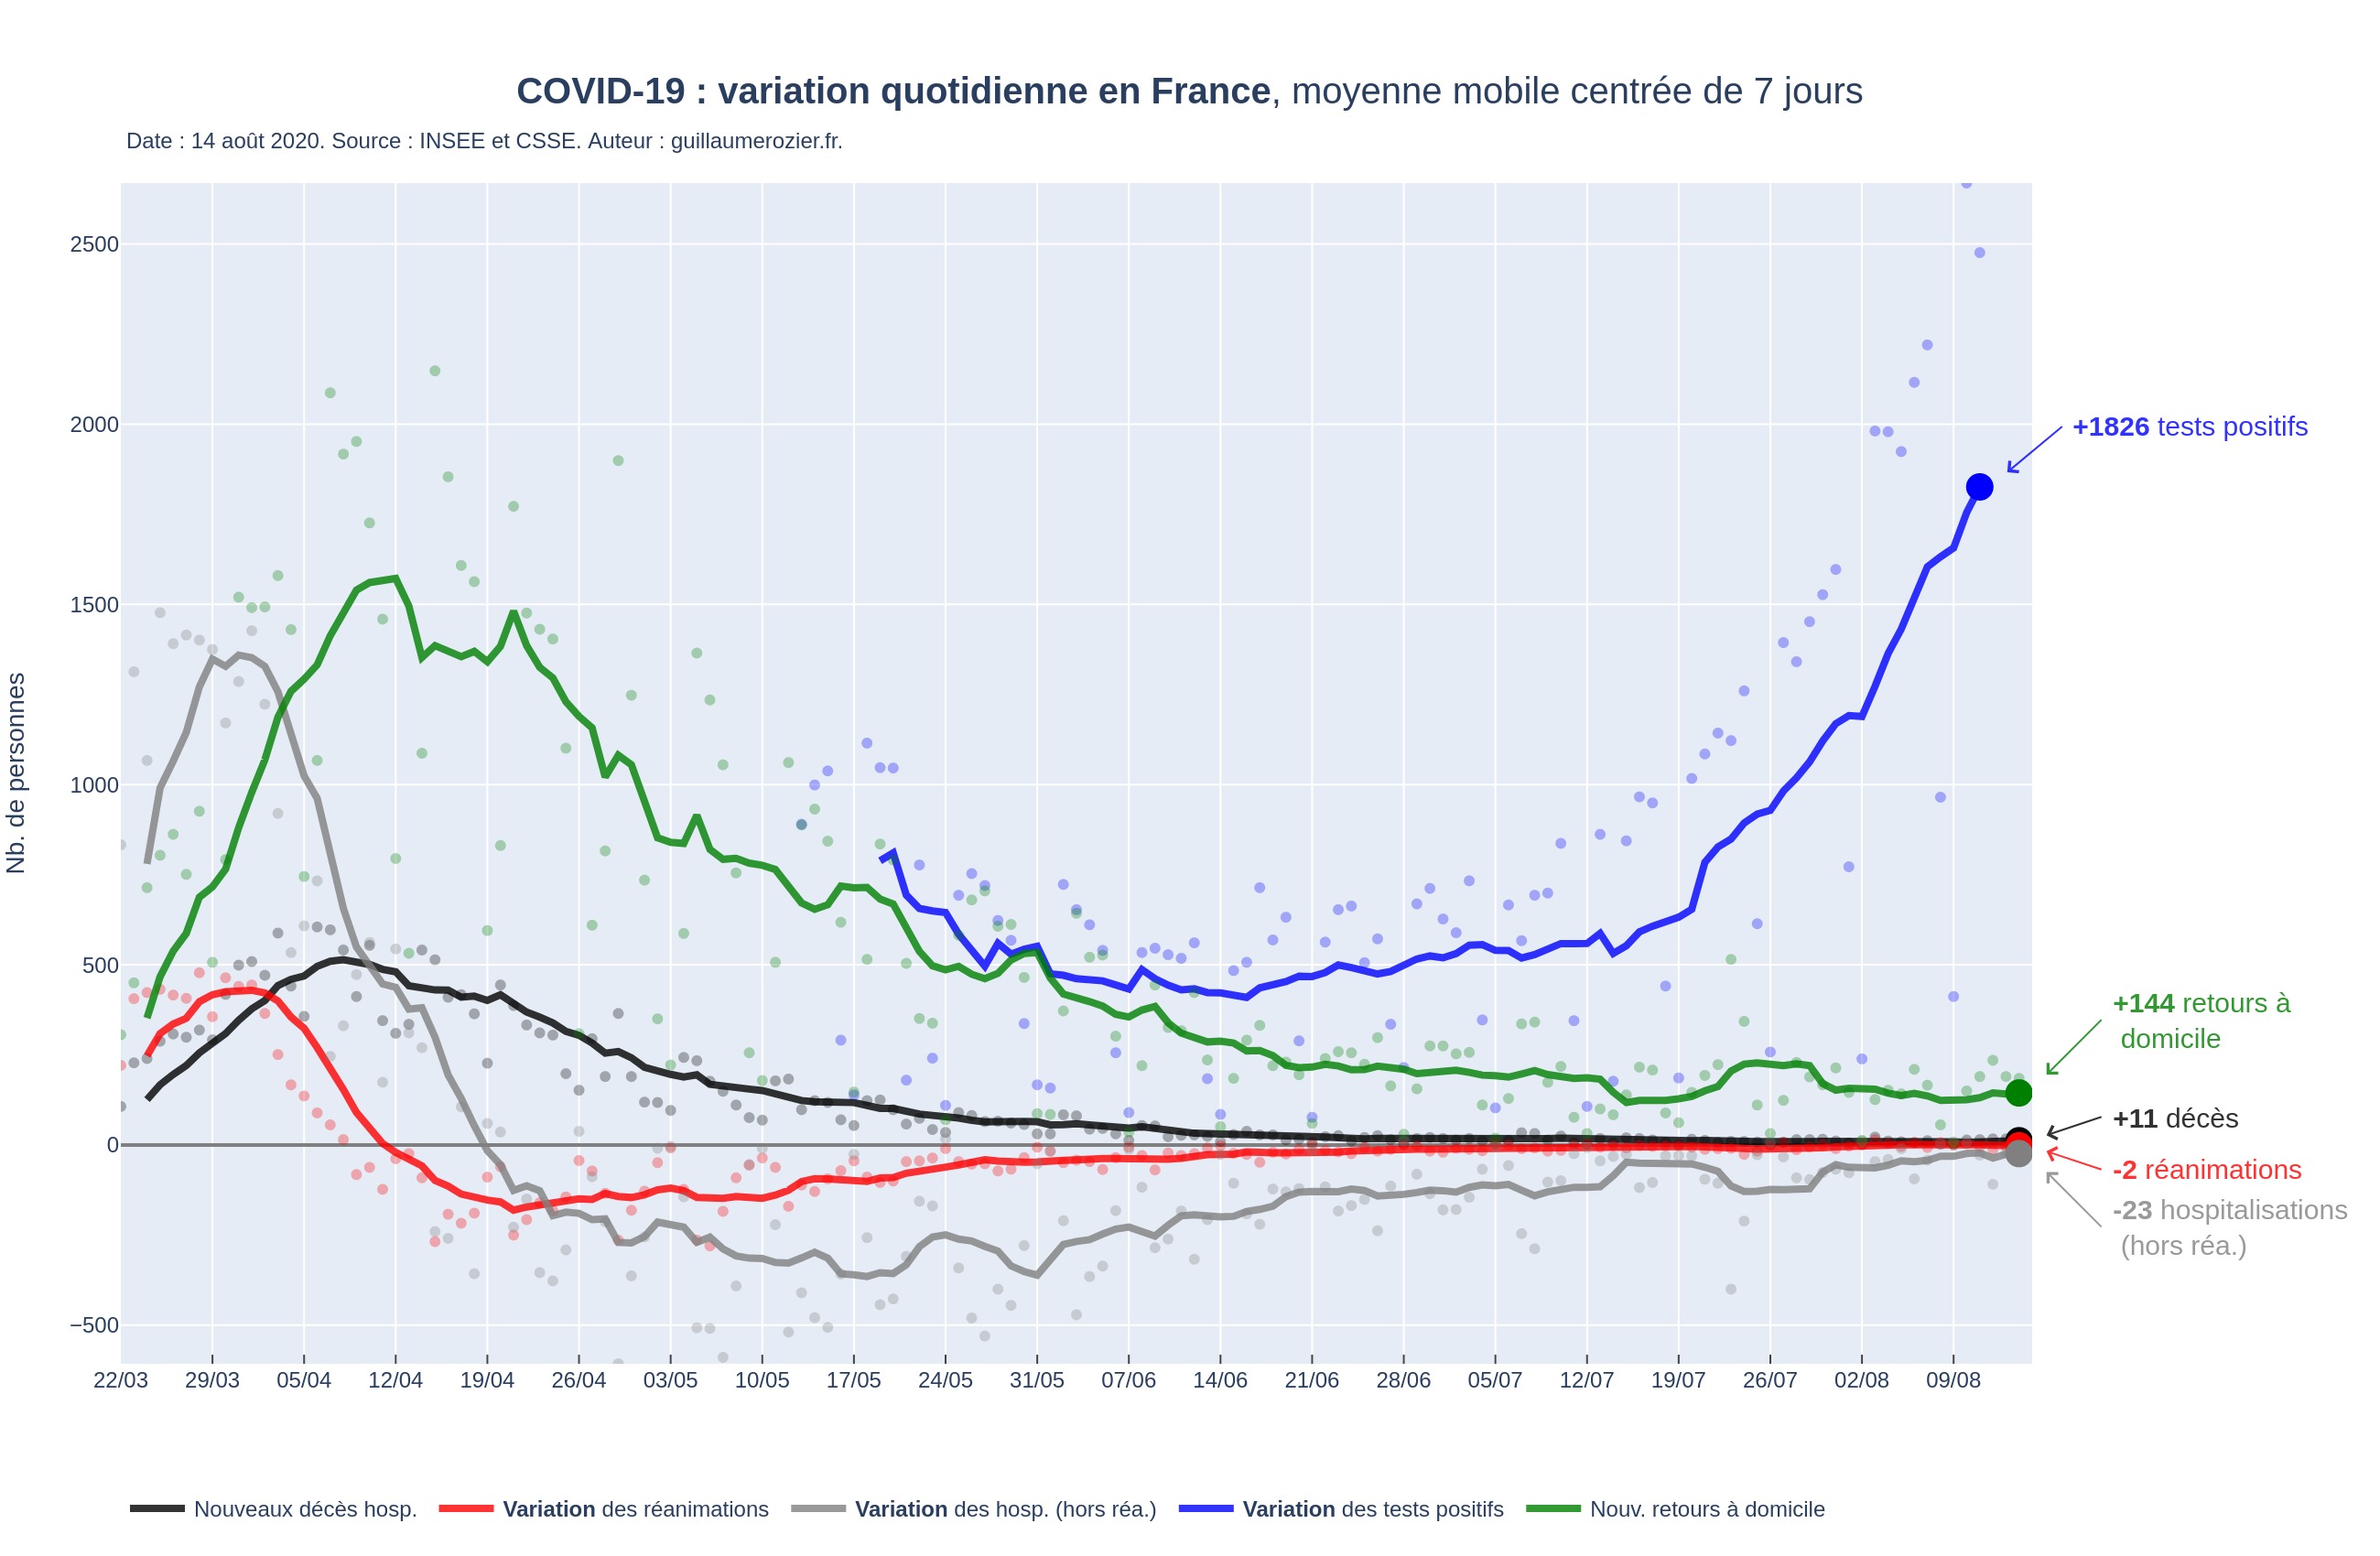 COVID-19 : variation quotidienne en France, moyenne mobile centrée de 7 jours
Date : 14 août 2020. Source : INSEE et CSSE. Auteur : guillaumerozier.fr.
Nb. de personnes
2500
2000
1500
1000
500
0
−500
22/03 29/03 05/04 12/04 19/04 26/04 03/05 10/05 17/05 24/05 31/05 07/06 14/06 21/06 28/06 05/07 12/07 19/07 26/07 02/08 09/08
+1826 tests positifs
+144 retours à
domicile
+11 décès
-2 réanimations
-23 hospitalisations
(hors réa.)
Nouveaux décès hosp. Variation des réanimations Variation des hosp. (hors réa.) Variation des tests positifs Nouv. retours à domicile